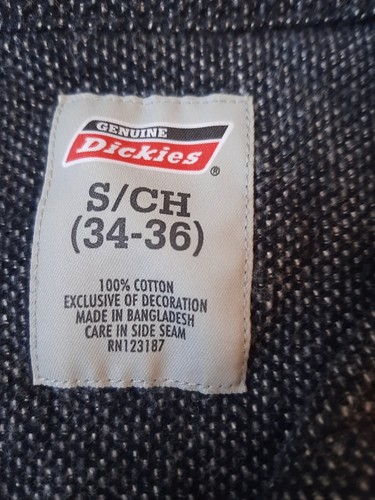 GENUINE
Dickies
®
S/CH
(34-36)
100% COTTON
EXCLUSIVE OF DECORATION
MADE IN BANGLADESH
CARE IN SIDE SEAM
RN123187